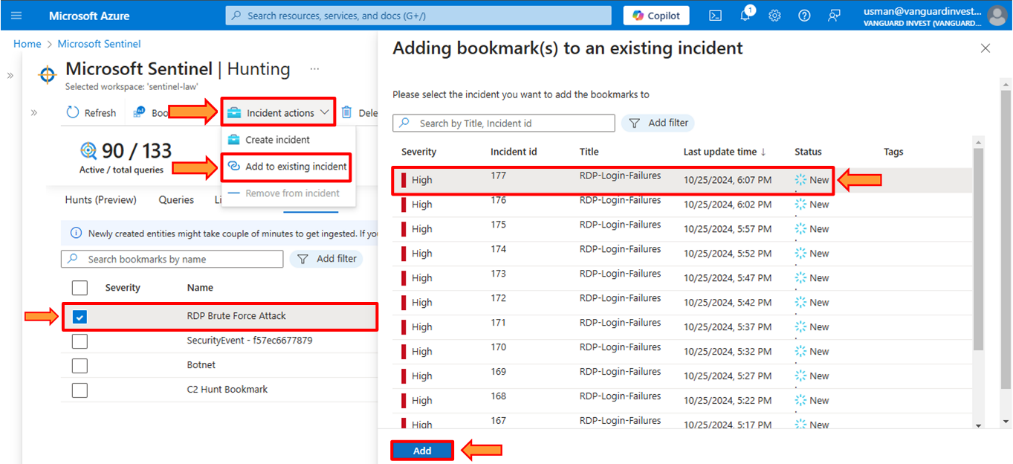 Microsoft Azure
Search resources, services, and docs (G+/)
Copilot
1
usman@vanguardinvest...
VANGUARD INVEST (VANGUARD...
Home > Microsoft Sentinel
Microsoft Sentinel | Hunting ...
Selected workspace: 'sentinel-law'
Refresh
Incident actions
Create incident
Add to existing incident
Remove from incident
90 / 133
Active / total queries
Hunts (Preview) Queries
Newly created entities might take couple of minutes to get ingested. If you
Search bookmarks by name
Add filter
Severity Name
RDP Brute Force Attack
SecurityEvent - f57ec6677879
Botnet
C2 Hunt Bookmark
Adding bookmark(s) to an existing incident
Please select the incident you want to add the bookmarks to
Search by Title, Incident id
Add filter
Severity Incident id Title Last update time ↓ Status Tags
High 177 RDP-Login-Failures 10/25/2024, 6:07 PM New
High 176 RDP-Login-Failures 10/25/2024, 6:02 PM New
High 175 RDP-Login-Failures 10/25/2024, 5:57 PM New
High 174 RDP-Login-Failures 10/25/2024, 5:52 PM New
High 173 RDP-Login-Failures 10/25/2024, 5:47 PM New
High 172 RDP-Login-Failures 10/25/2024, 5:42 PM New
High 171 RDP-Login-Failures 10/25/2024, 5:37 PM New
High 170 RDP-Login-Failures 10/25/2024, 5:32 PM New
High 169 RDP-Login-Failures 10/25/2024, 5:27 PM New
High 168 RDP-Login-Failures 10/25/2024, 5:22 PM New
High 167 RDP-Login-Failures 10/25/2024, 5:17 PM New
Add